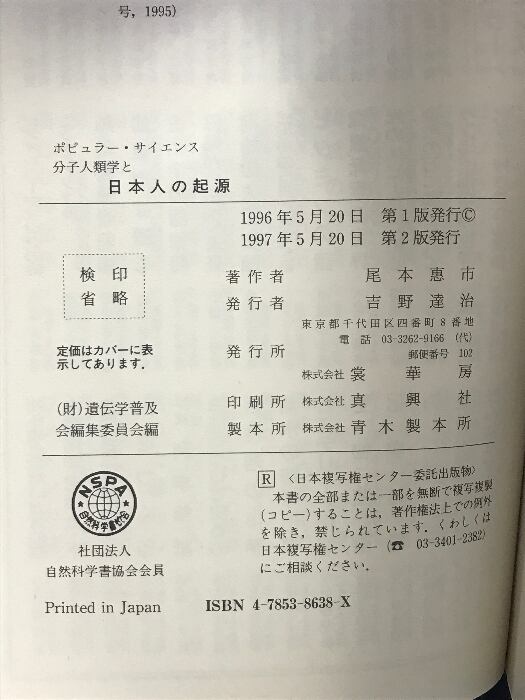 号, 1995)
ポピュラー・サイエンス
分子人類学と
日本人の起源
1996年5月20日 第1版発行©
1997年5月20日 第2版発行
検印
省略
著作者 尾本惠市
発行者 吉野達治
東京都千代田区四番町8番地
電話 03-3262-9166 (代)
郵便番号 102
発行所
株式会社 裳華房
定価はカバーに表
示してあります.
印刷所 株式会社 真興社
製本所 株式会社 青木製本所
(財)遺伝学普及
会編集委員会編
NSPA
自然科学書協会
社団法人
自然科学書協会会員
R 〈日本複写権センター委託出版物〉
本書の全部または一部を無断で複写複製
(コピー)することは, 著作権法上での例外
を除き, 禁じられています. くわしくは
日本複写権センター (☎ 03-3401-2382)
にご相談ください.
Printed in Japan
ISBN 4-7853-8638-X